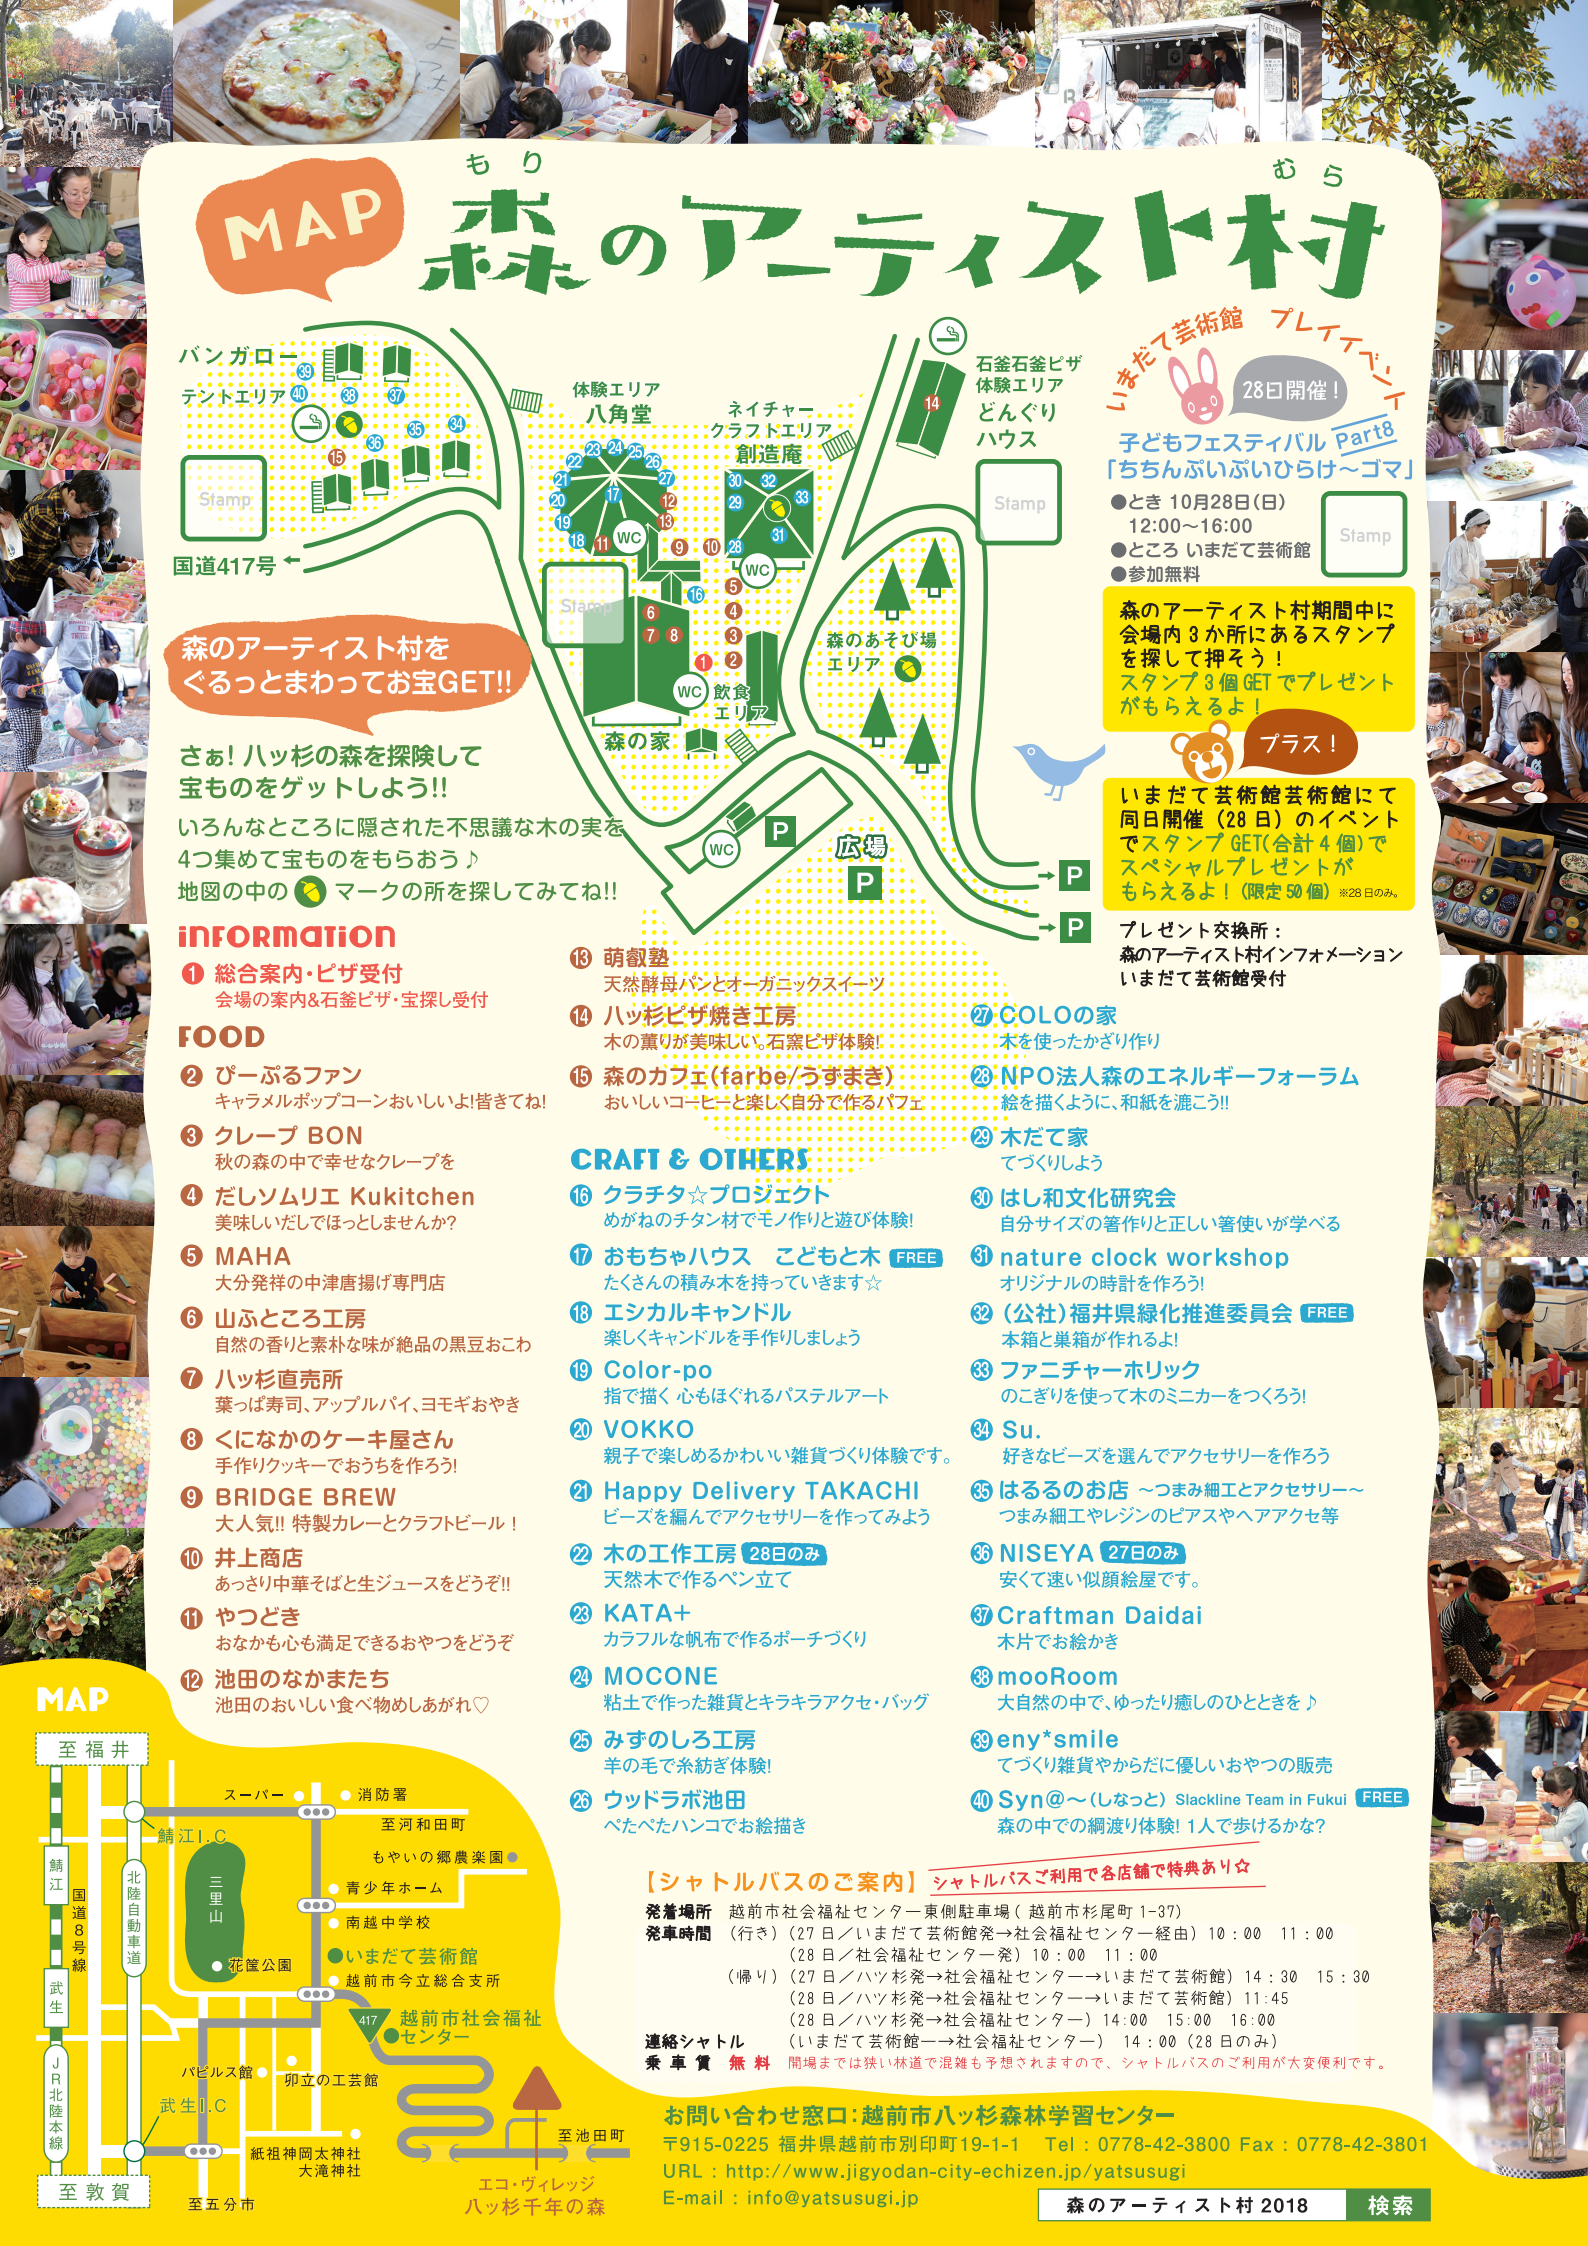 もり
むら
MAP
森のアーティスト村
バンガロー
テントエリア
39
40
38
37
34
35
36
15
Stamp
国道417号 ←
体験エリア
八角堂
ネイチャー
クラフトエリア
創造庵
23 24 25
22 26
21 27
20 17 12
19 13
18 11 WC
9 10
30 32
29 33
31
28
WC
Stamp
16
5
6 4
7 8 3
1 2
WC 飲食
エリア
森の家
14
石釜石釜ピザ
体験エリア
どんぐり
ハウス
Stamp
森のあそび場
エリア
WC
P
広場
P
→ P
→ P
いまだて芸術館 プレイイベント
28日開催！
子どもフェスティバル Part8
「ちちんぷいぷいひらけ〜ゴマ」
●とき 10月28日(日)
12:00〜16:00
●ところ いまだて芸術館
●参加無料
Stamp
森のアーティスト村期間中に
会場内3か所にあるスタンプ
を探して押そう！
スタンプ3個GETでプレゼント
がもらえるよ！
プラス！
いまだて芸術館芸術館にて
同日開催（28日）のイベント
でスタンプGET(合計4個)で
スペシャルプレゼントが
もらえるよ！（限定50個）※28日のみ。
プレゼント交換所：
森のアーティスト村インフォメーション
いまだて芸術館受付
森のアーティスト村を
ぐるっとまわってお宝GET!!
さぁ! 八ッ杉の森を探険して
宝ものをゲットしよう!!
いろんなところに隠された不思議な木の実を
4つ集めて宝ものをもらおう♪
地図の中の マークの所を探してみてね!!
INFORMATION
1 総合案内・ピザ受付
会場の案内&石釜ピザ・宝探し受付
FOOD
2 ぴーぷるファン
キャラメルポップコーンおいしいよ!皆きてね!
3 クレープ BON
秋の森の中で幸せなクレープを
4 だしソムリエ Kukitchen
美味しいだしでほっとしませんか?
5 MAHA
大分発祥の中津唐揚げ専門店
6 山ふところ工房
自然の香りと素朴な味が絶品の黒豆おこわ
7 八ッ杉直売所
葉っぱ寿司、アップルパイ、ヨモギおやき
8 くになかのケーキ屋さん
手作りクッキーでおうちを作ろう!
9 BRIDGE BREW
大人気!! 特製カレーとクラフトビール！
10 井上商店
あっさり中華そばと生ジュースをどうぞ!!
11 やつどき
おなかも心も満足できるおやつをどうぞ
12 池田のなかまたち
池田のおいしい食べ物めしあがれ♡
13 萌叡塾
天然酵母パンとオーガニックスイーツ
14 八ッ杉ピザ焼き工房
木の薫りが美味しい。石窯ピザ体験!
15 森のカフェ(farbe/うずまき)
おいしいコーヒーと楽しく自分で作るパフェ
CRAFT & OTHERS
16 クラチタ☆プロジェクト
めがねのチタン材でモノ作りと遊び体験!
17 おもちゃハウス こどもと木 FREE
たくさんの積み木を持っていきます☆
18 エシカルキャンドル
楽しくキャンドルを手作りしましょう
19 Color-po
指で描く 心もほぐれるパステルアート
20 VOKKO
親子で楽しめるかわいい雑貨づくり体験です。
21 Happy Delivery TAKACHI
ビーズを編んでアクセサリーを作ってみよう
22 木の工作工房 28日のみ
天然木で作るペン立て
23 KATA+
カラフルな帆布で作るポーチづくり
24 MOCONE
粘土で作った雑貨とキラキラアクセ・バッグ
25 みずのしろ工房
羊の毛で糸紡ぎ体験!
26 ウッドラボ池田
ぺたぺたハンコでお絵描き
27 COLOの家
木を使ったかざり作り
28 NPO法人森のエネルギーフォーラム
絵を描くように、和紙を漉こう!!
29 木だて家
てづくりしよう
30 はし和文化研究会
自分サイズの箸作りと正しい箸使いが学べる
31 nature clock workshop
オリジナルの時計を作ろう!
32 （公社）福井県緑化推進委員会 FREE
本箱と巣箱が作れるよ!
33 ファニチャーホリック
のこぎりを使って木のミニカーをつくろう!
34 Su.
好きなビーズを選んでアクセサリーを作ろう
35 はるるのお店 〜つまみ細工とアクセサリー〜
つまみ細工やレジンのピアスやヘアアクセ等
36 NISEYA 27日のみ
安くて速い似顔絵屋です。
37 Craftman Daidai
木片でお絵かき
38 mooRoom
大自然の中で、ゆったり癒しのひとときを♪
39 eny*smile
てづくり雑貨やからだに優しいおやつの販売
40 Syn@〜(しなっと) Slackline Team in Fukui FREE
森の中での綱渡り体験! 1人で歩けるかな?
【シャトルバスのご案内】 シャトルバスご利用で各店舗で特典あり☆
発着場所 越前市社会福祉センター東側駐車場( 越前市杉尾町1-37)
発車時間 （行き）（27日／いまだて芸術館発→社会福祉センター経由）10：00 11：00
（28日／社会福祉センター発）10：00 11：00
（帰り）（27日／ハツ杉発→社会福祉センター→いまだて芸術館）14：30 15：30
（28日／ハツ杉発→社会福祉センター→いまだて芸術館）11:45
（28日／ハツ杉発→社会福祉センター）14:00 15:00 16:00
連絡シャトル （いまだて芸術館ー→社会福祉センター） 14：00（28日のみ）
乗車賃 無料 開場までは狭い林道で混雑も予想されますので、シャトルバスのご利用が大変便利です。
お問い合わせ窓口：越前市八ッ杉森林学習センター
〒915-0225 福井県越前市別印町19-1-1 Tel：0778-42-3800 Fax：0778-42-3801
URL：http://www.jigyodan-city-echizen.jp/yatsusugi
E-mail：info@yatsusugi.jp
森のアーティスト村 2018 検索
MAP
至福井
スーパー
消防署
至河和田町
鯖江I.C
もやいの郷農楽園
鯖江
国道8号線
北陸自動車道
三里山
青少年ホーム
南越中学校
いまだて芸術館
花筐公園
越前市今立総合支所
武生
417
越前市社会福祉
センター
JR北陸本線
パピルス館
卯立の工芸館
武生I.C
紙祖神岡太神社
大滝神社
至池田町
至敦賀
至五分市
エコ・ヴィレッジ
八ッ杉千年の森